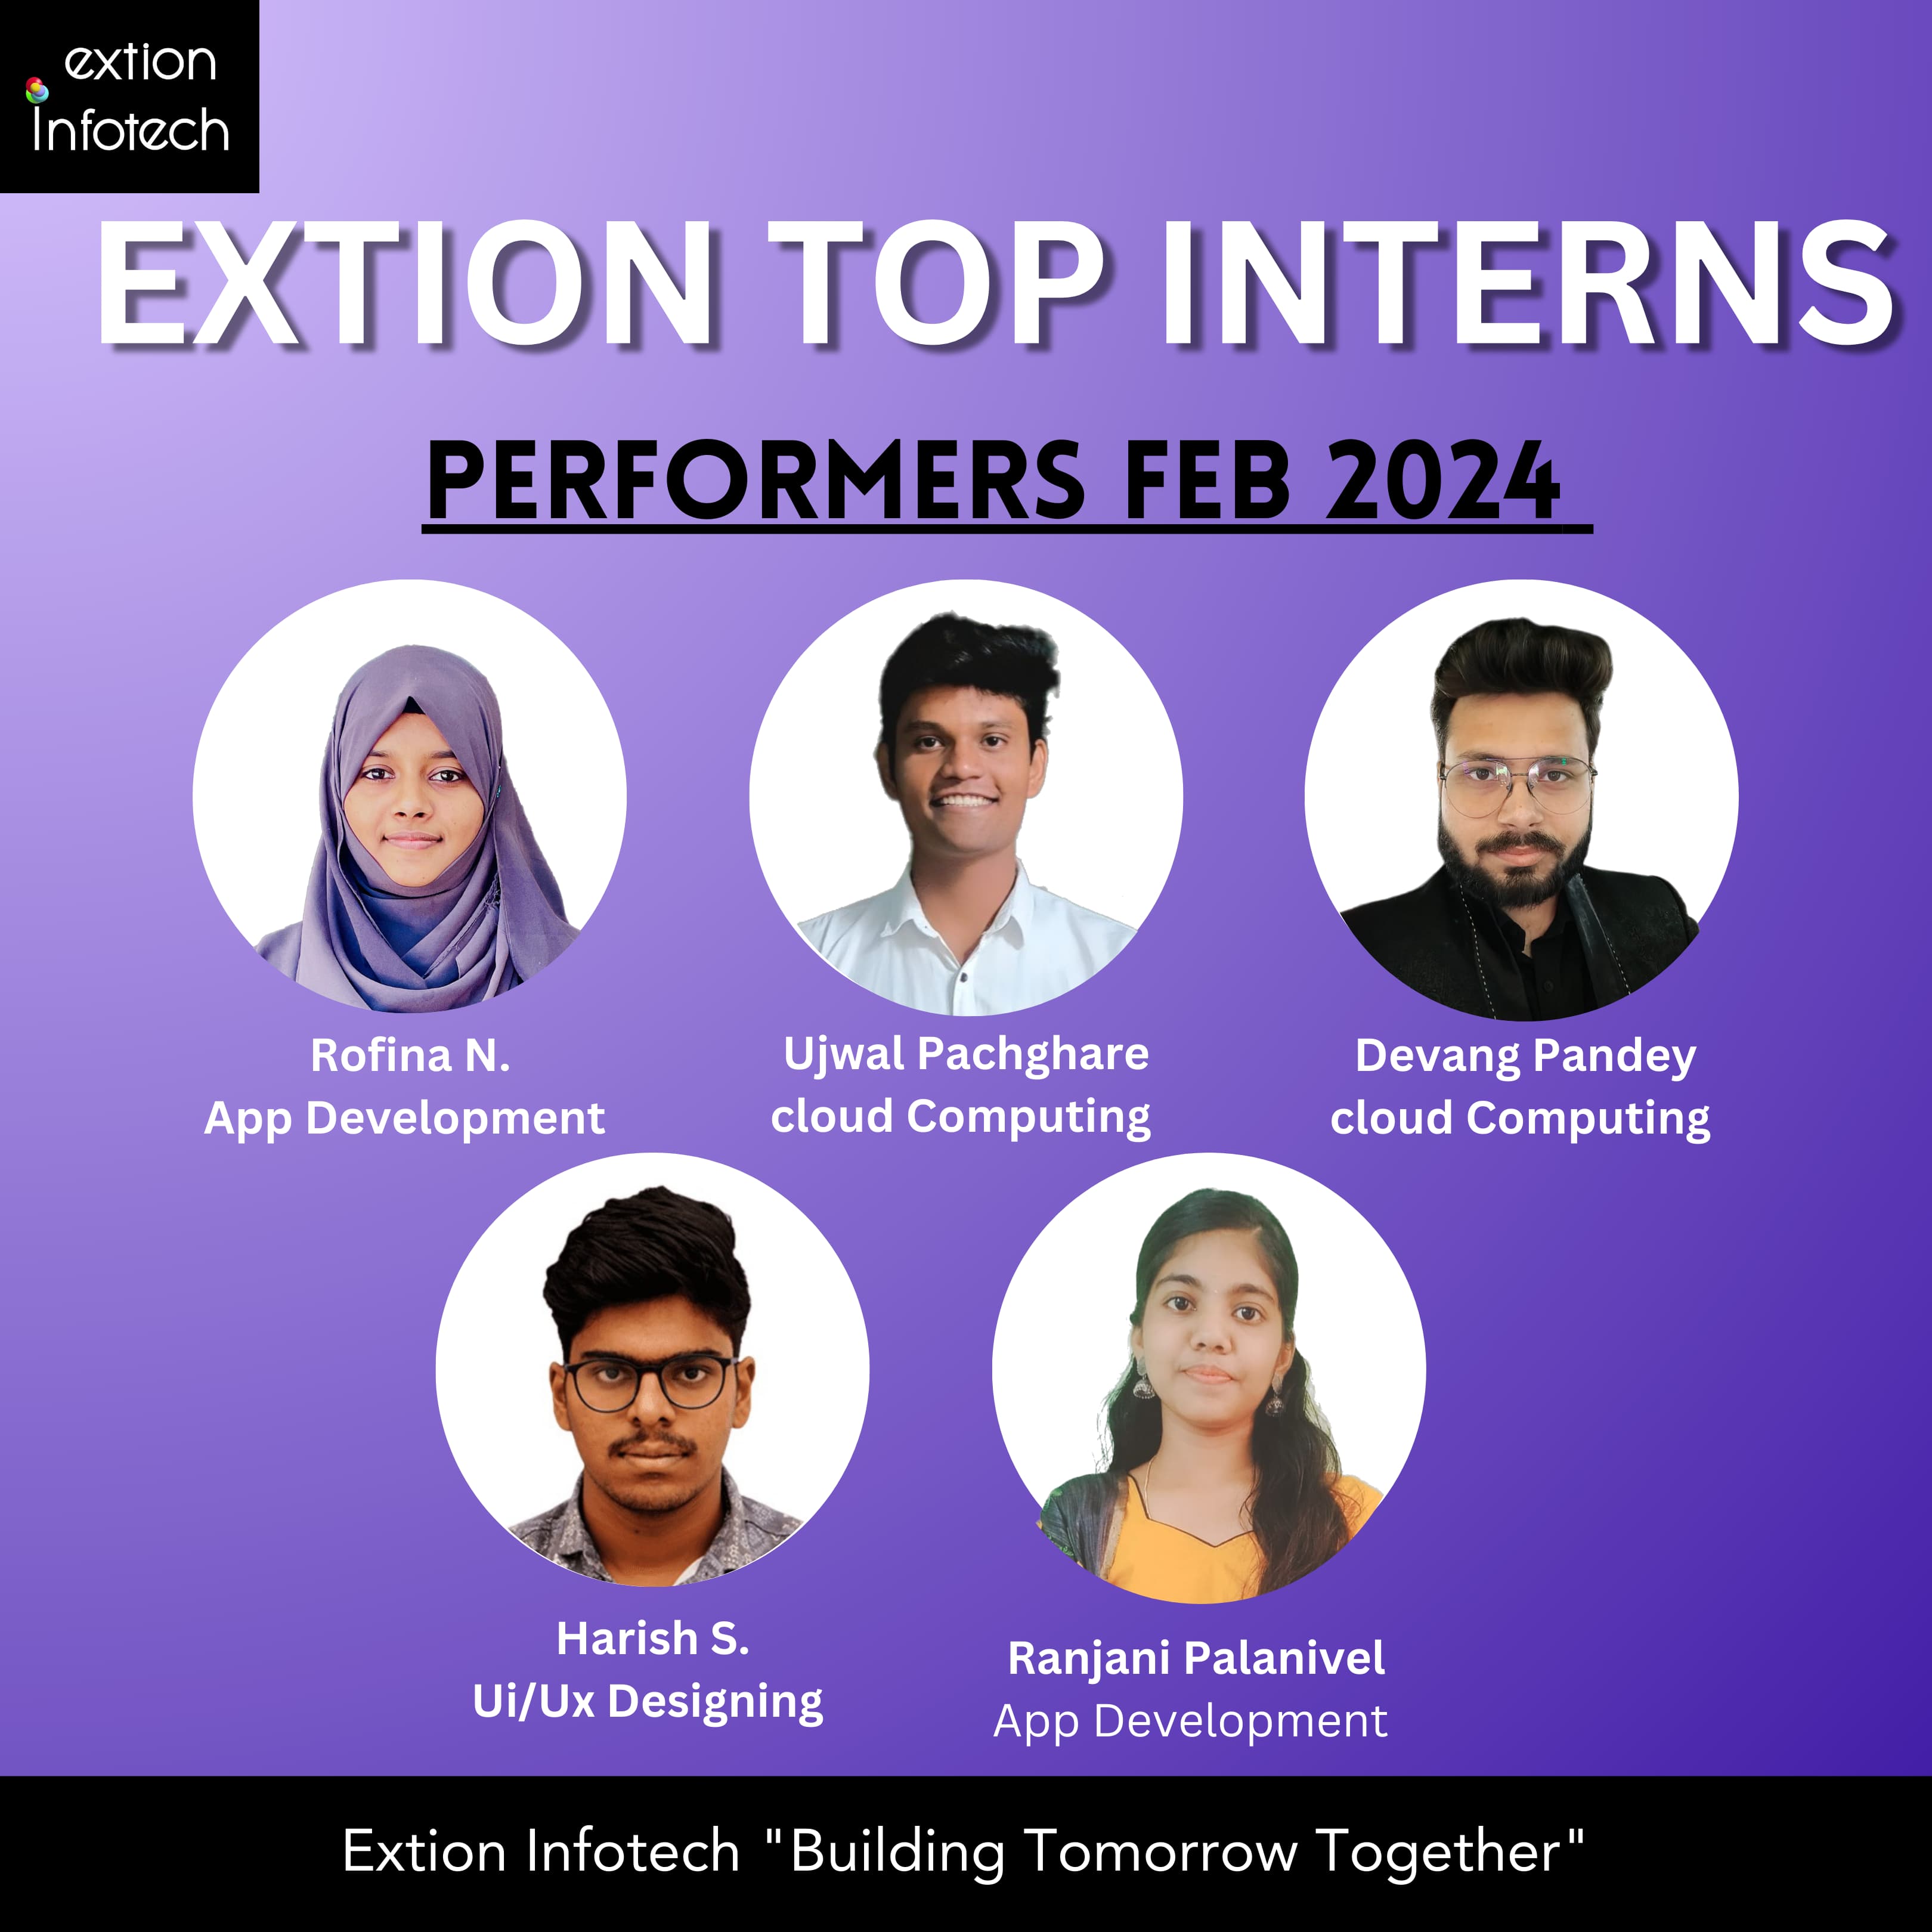 extion
Infotech
EXTION TOP INTERNS
PERFORMERS FEB 2024
Rofina N.
App Development
Ujwal Pachghare
cloud Computing
Devang Pandey
cloud Computing
Harish S.
Ui/Ux Designing
Ranjani Palanivel
App Development
Extion Infotech "Building Tomorrow Together"